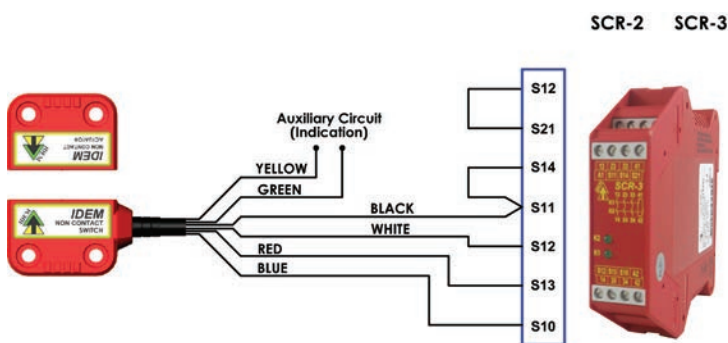 SCR-2 SCR-3
S12
Auxiliary Circuit
(Indication)
S21
YELLOW
S14
GREEN
BLACK
S11
WHITE
S12
RED
S13
BLUE
S10
IDEM
NON CONTACT
ACTUATOR
IDEM
NON CONTACT
SWITCH
SCR-3